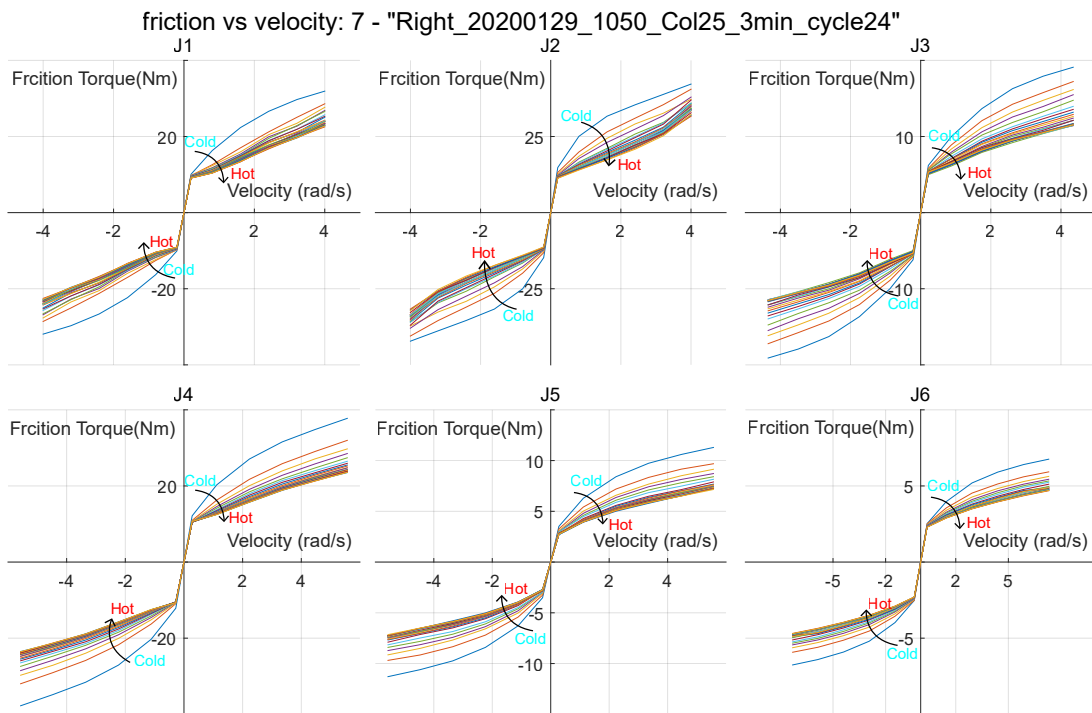 friction vs velocity: 7 - "Right_20200129_1050_Col25_3min_cycle24"
J1
Frcition Torque(Nm)
20
Cold
Hot
Velocity (rad/s)
-4 -2 2 4
Hot
Cold
-20
J2
Frcition Torque(Nm)
25
Cold
Hot
Velocity (rad/s)
-4 -2 2 4
Hot
-25
Cold
J3
Frcition Torque(Nm)
10
Cold
Hot
Velocity (rad/s)
-4 -2 2 4
Hot
-10
Cold
J4
Frcition Torque(Nm)
20
Cold
Hot
Velocity (rad/s)
-4 -2 2 4
Hot
-20
Cold
J5
Frcition Torque(Nm)
10
Cold
5
Hot
Velocity (rad/s)
-4 -2 2 4
Hot
-5
Cold
-10
J6
Frcition Torque(Nm)
5
Cold
Hot
Velocity (rad/s)
-5 -2 2 5
Hot
-5
Cold